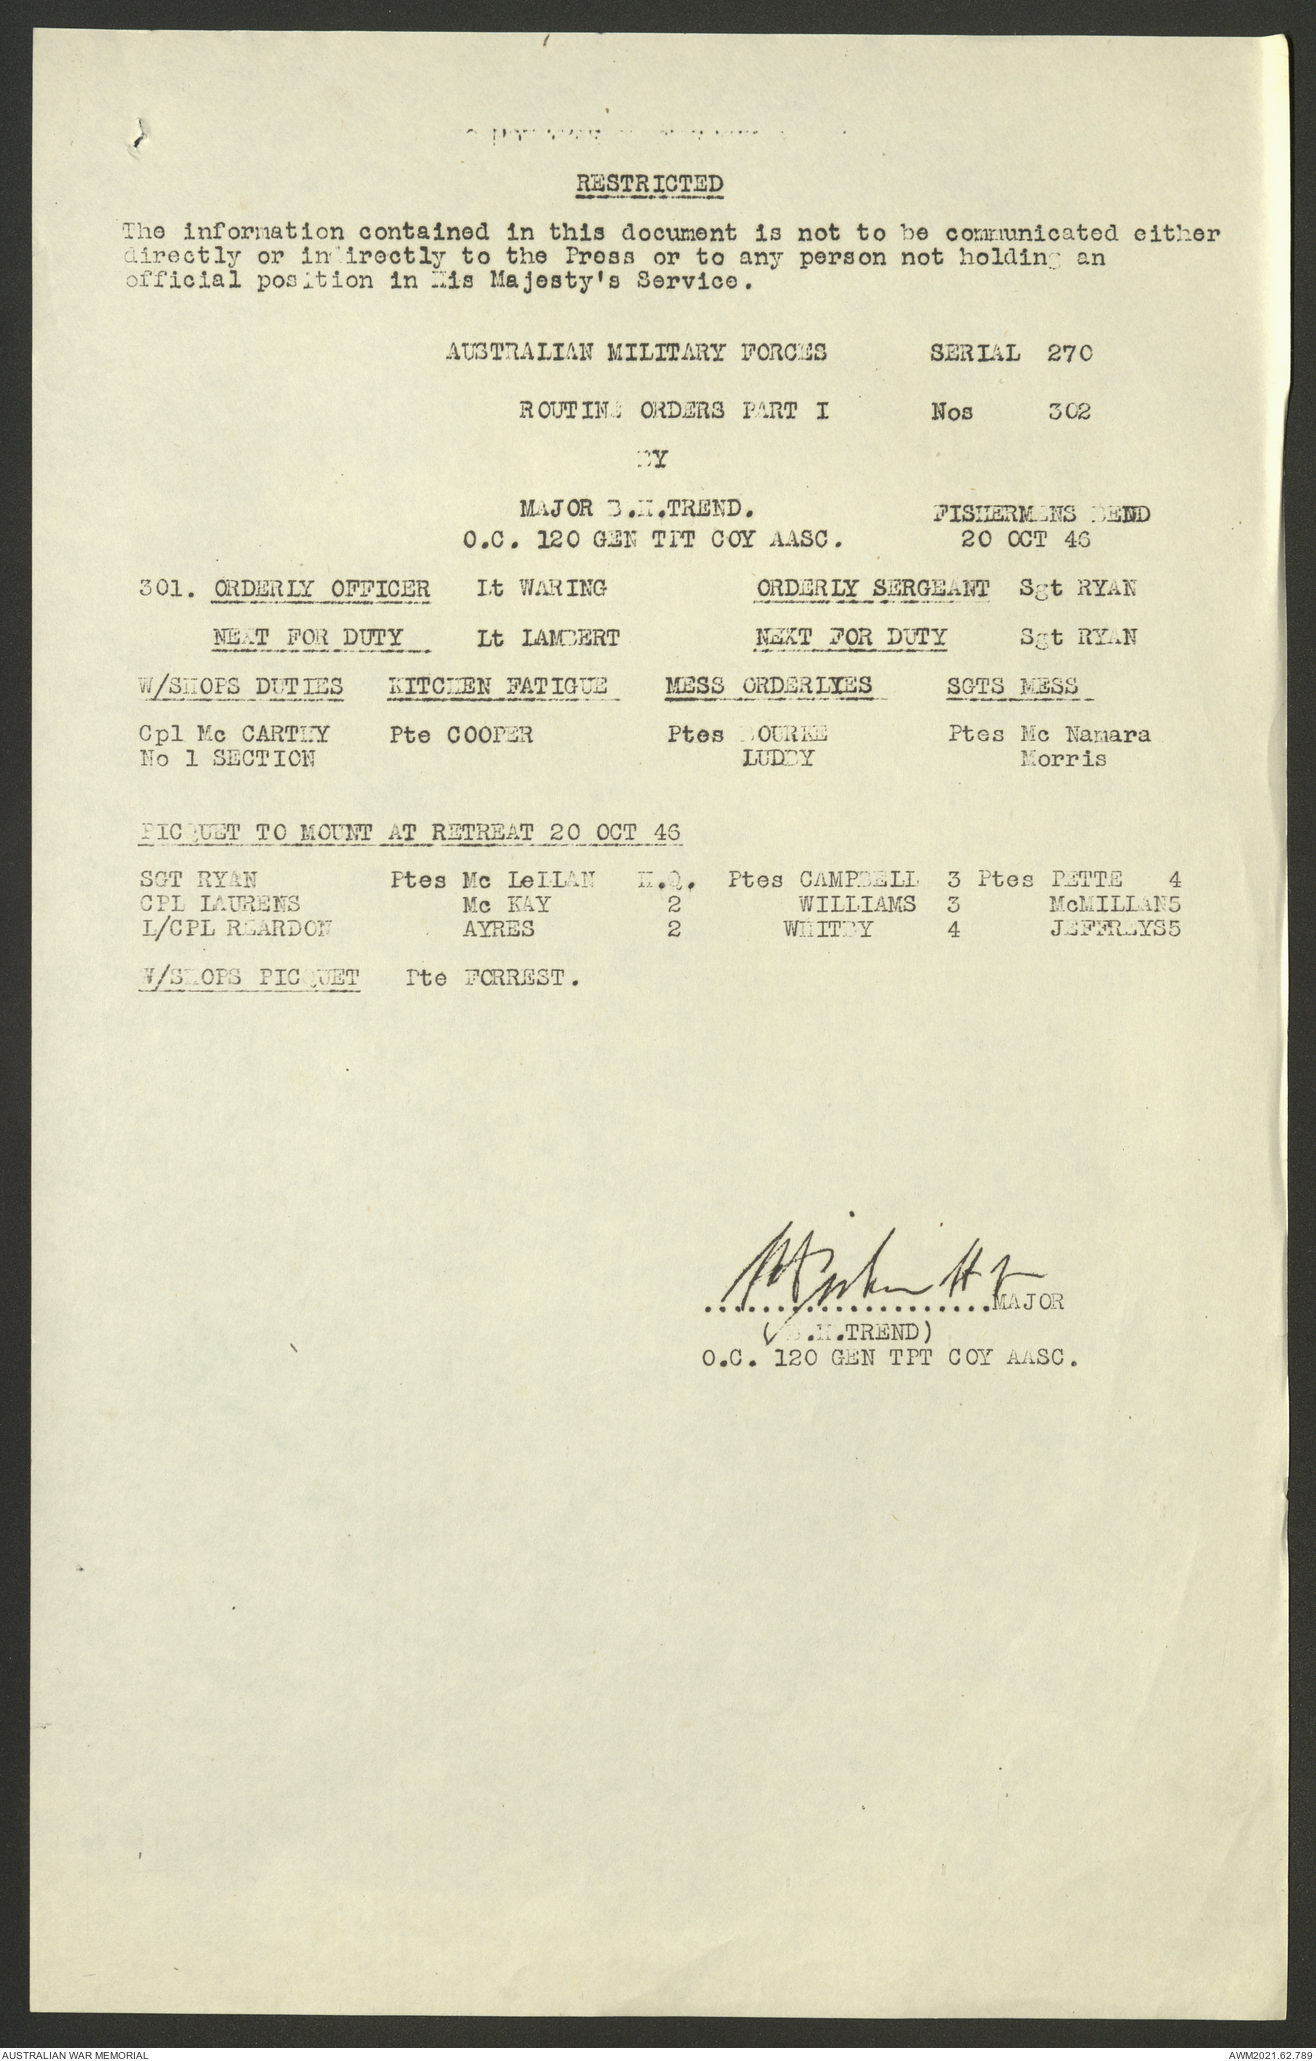 RESTRICTED
The information contained in this document is not to be communicated either
directly or indirectly to the Press or to any person not holding an
official position in His Majesty's Service.
AUSTRALIAN MILITARY FORCES SERIAL 270
ROUTINE ORDERS PART I Nos 302
BY
MAJOR B.H.TREND. FISHERMANS BEND
O.C. 120 GEN TPT COY AASC. 20 OCT 46
301. ORDERLY OFFICER Lt WARING ORDERLY SERGEANT Sgt RYAN
NEXT FOR DUTY Lt LAMBERT NEXT FOR DUTY Sgt RYAN
W/SHOPS DUTIES KITCHEN FATIGUE MESS ORDERLYES SGTS MESS
Cpl Mc CARTHY Pte COOPER Ptes BOURKE Ptes Mc Namara
No 1 SECTION LUDBY Morris
PICQUET TO MOUNT AT RETREAT 20 OCT 46
SGT RYAN Ptes Mc LeLLAN H.Q. Ptes CAMPBELL 3 Ptes PETTE 4
CPL LAURENS Mc KAY 2 WILLIAMS 3 McMILLAN5
L/CPL REARDON AYRES 2 WHITBY 4 JEFFREYS5
W/SHOPS PICQUET Pte FORREST.
....................MAJOR
(B.H.TREND)
O.C. 120 GEN TPT COY AASC.
AUSTRALIAN WAR MEMORIAL AWM2021.62.789